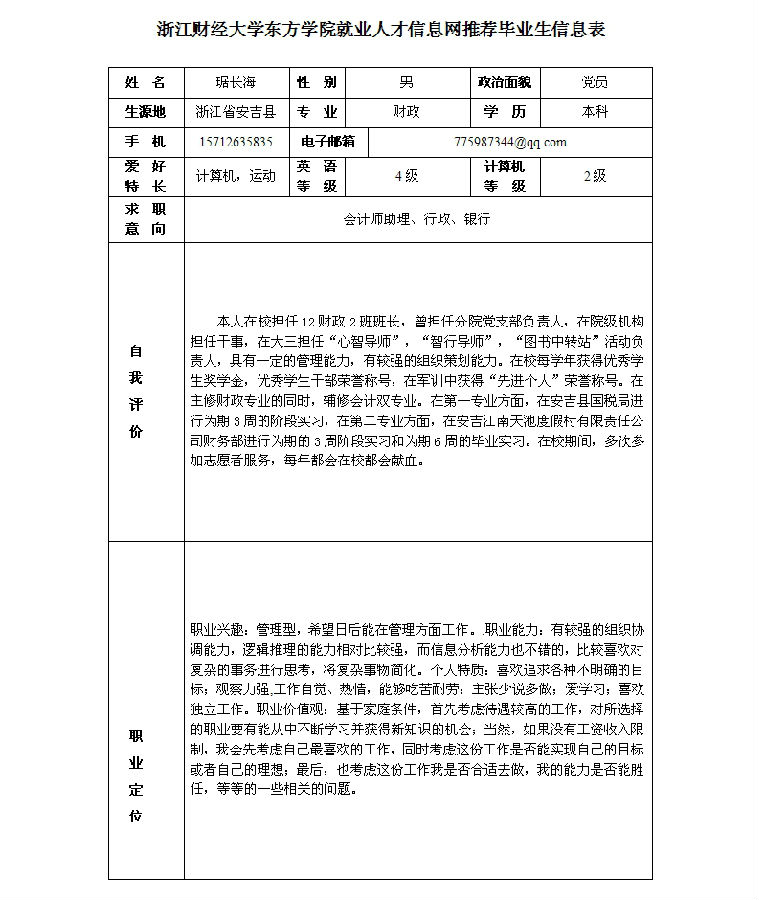 浙江财经大学东方学院就业人才信息网推荐毕业生信息表
姓 名 琚长海 性 别 男 政治面貌 党员
生源地 浙江省安吉县 专 业 财政 学 历 本科
手 机 15712635835 电子邮箱 775987344@qq.com
爱 好 特 长 计算机，运动 英 语 等 级 4级 计算机 等 级 2级
求 职 意 向 会计师助理、行政、银行
自我评价
本人在校担任12财政2班班长，曾担任分院党支部负责人，在院级机构
担任干事，在大三担任“心智导师”，“智行导师”，“图书中转站”活动负
责人，具有一定的管理能力，有较强的组织策划能力。在校每学年获得优秀学
生奖学金，优秀学生干部荣誉称号；在军训中获得“先进个人”荣誉称号。在
主修财政专业的同时，辅修会计双专业。在第一专业方面，在安吉县国税局进
行为期3周的阶段实习，在第二专业方面，在安吉江南天池度假村有限责任公
司财务部进行为期的3周阶段实习和为期6周的毕业实习。在校期间，多次参
加志愿者服务，每年都会在校都会献血。
职业定位
职业兴趣：管理型，希望日后能在管理方面工作。职业能力：有较强的组织协
调能力，逻辑推理的能力相对比较强，而信息分析能力也不错的，比较喜欢对
复杂的事务进行思考，将复杂事物简化。个人特质：喜欢追求各种不明确的目
标；观察力强,工作自觉、热情，能够吃苦耐劳；主张少说多做；爱学习；喜欢
独立工作。职业价值观：基于家庭条件，首先考虑待遇较高的工作，对所选择
的职业要有能从中不断学习并获得新知识的机会；当然，如果没有工资收入限
制，我会先考虑自己最喜欢的工作，同时考虑这份工作是否能实现自己的目标
或者自己的理想；最后，也考虑这份工作我是否合适去做，我的能力是否能胜
任，等等的一些相关的问题。